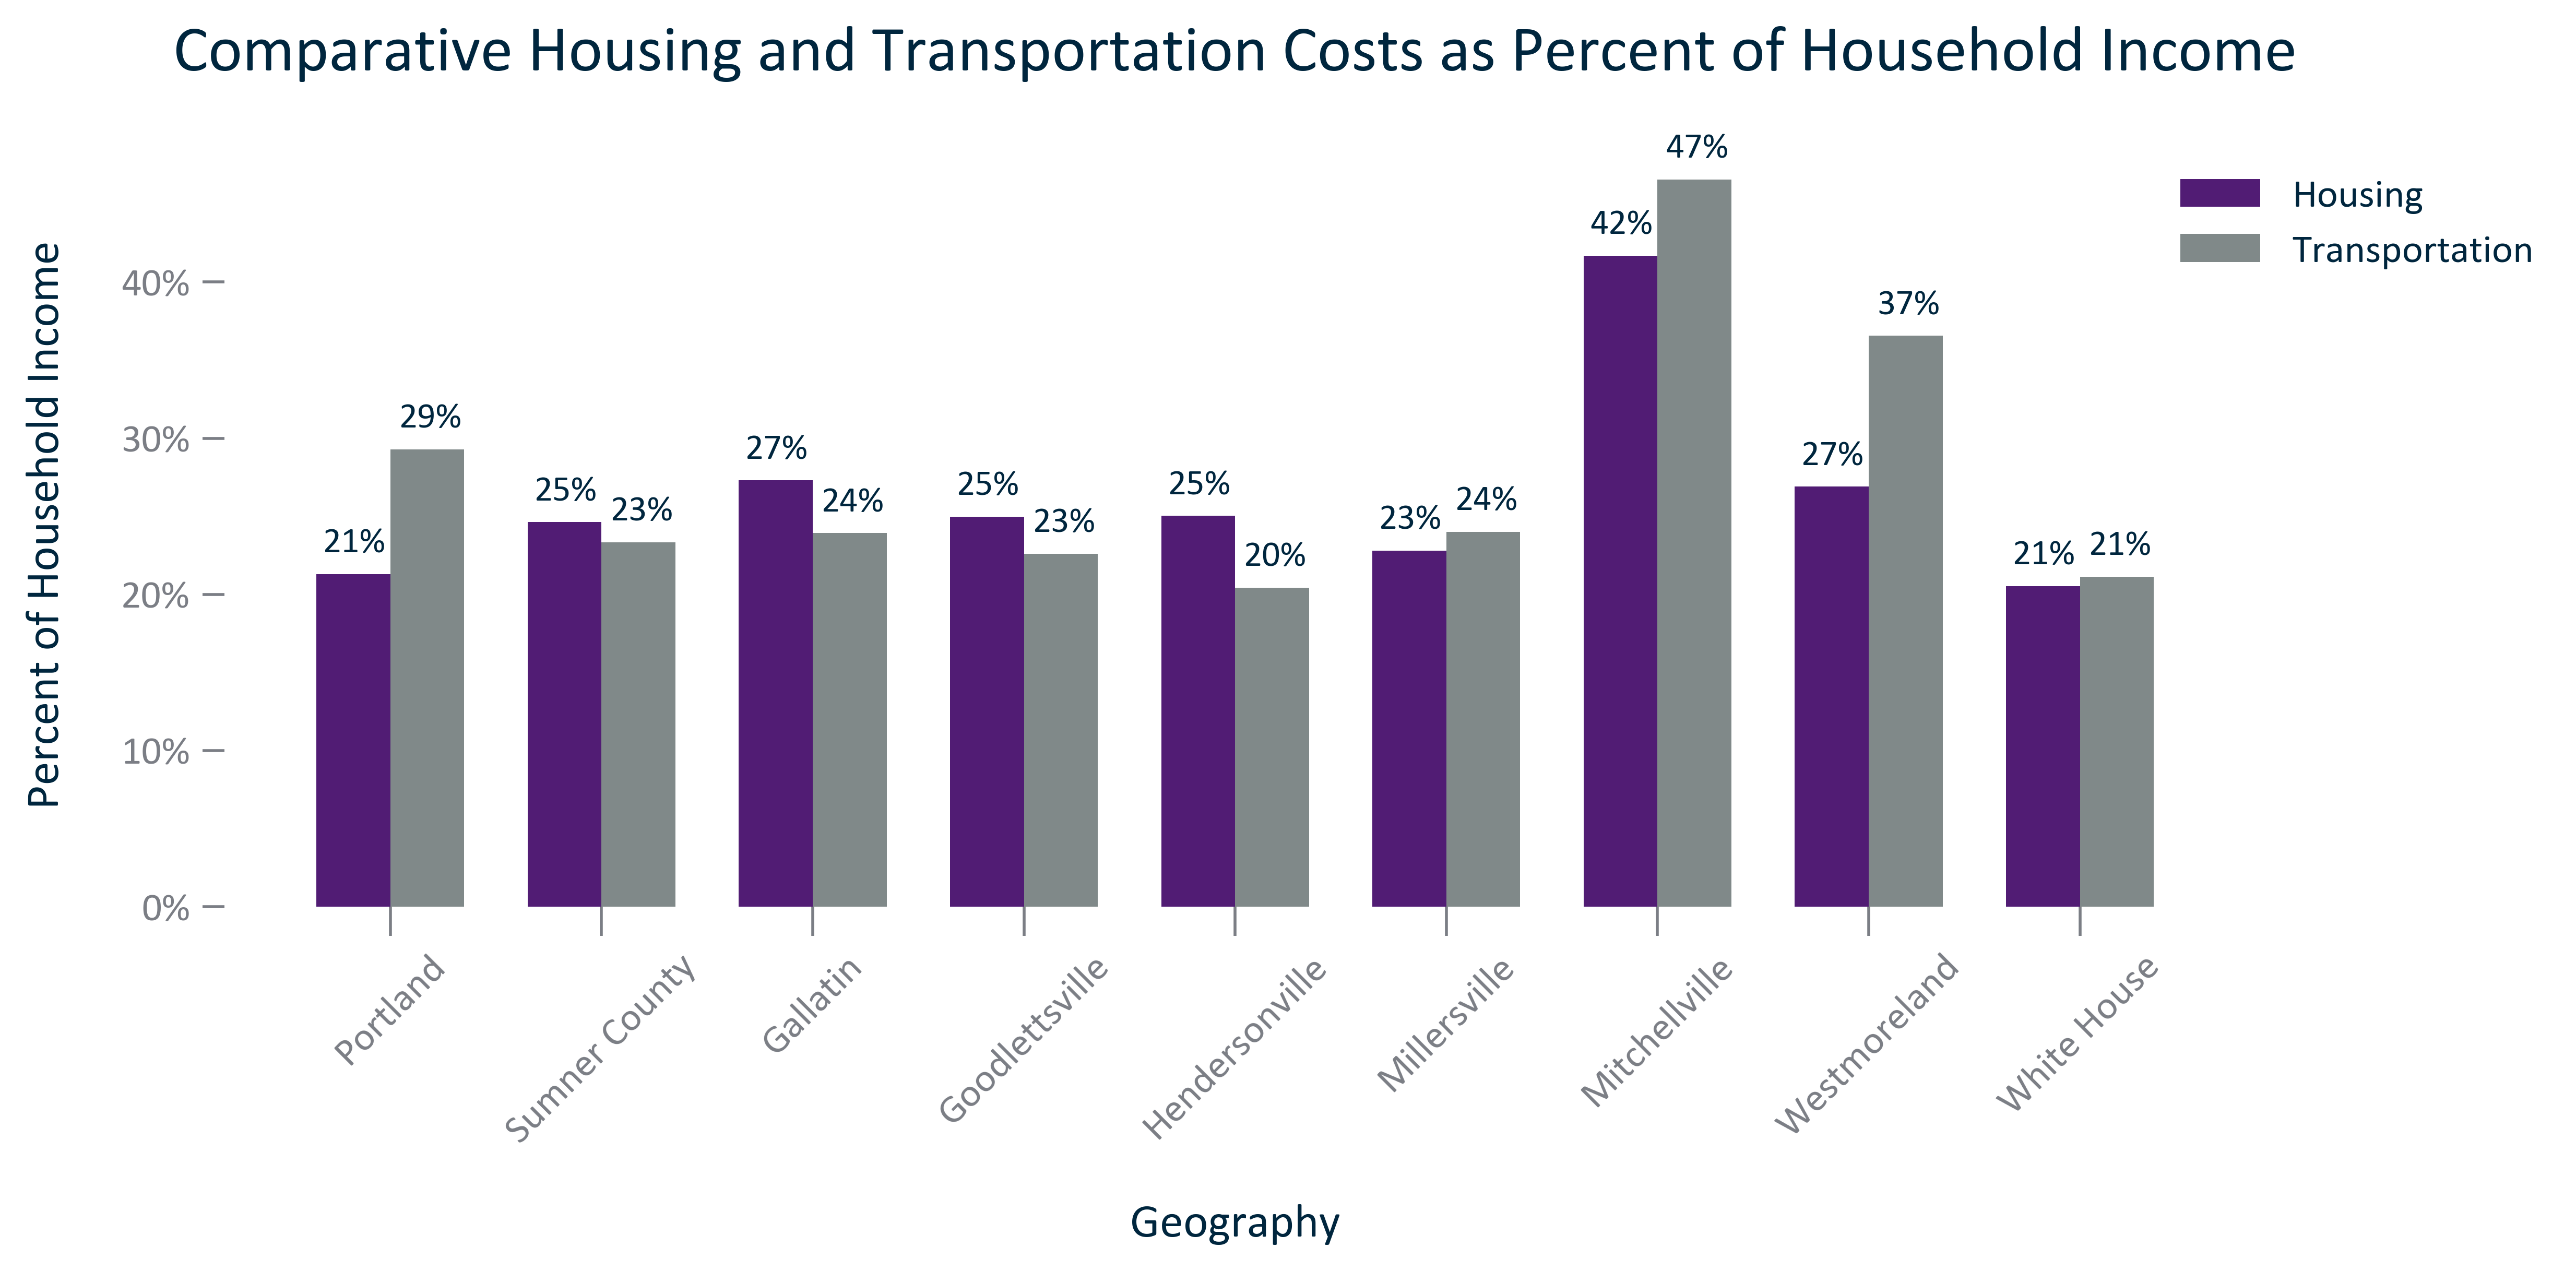 Comparative Housing and Transportation Costs as Percent of Household Income
Housing
Transportation
Percent of Household Income
40%
30%
20%
10%
0%
21%
29%
25%
23%
27%
24%
25%
23%
25%
20%
23%
24%
42%
47%
27%
37%
21%
21%
Portland
Sumner County
Gallatin
Goodlettsville
Hendersonville
Millersville
Mitchellville
Westmoreland
White House
Geography